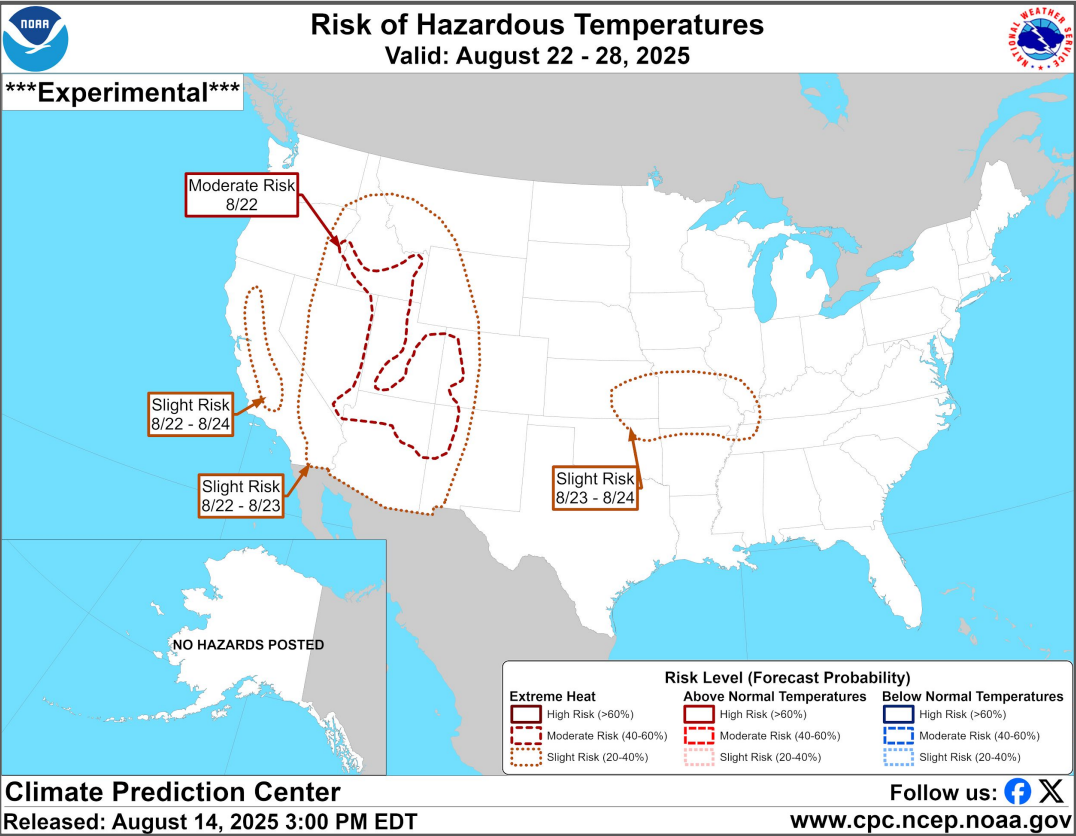 NOAA
Risk of Hazardous Temperatures
Valid: August 22 - 28, 2025
NATIONAL WEATHER SERVICE
***Experimental***
Moderate Risk
8/22
Slight Risk
8/22 - 8/24
Slight Risk
8/22 - 8/23
Slight Risk
8/23 - 8/24
NO HAZARDS POSTED
Risk Level (Forecast Probability)
Extreme Heat
High Risk (>60%)
Moderate Risk (40-60%)
Slight Risk (20-40%)
Above Normal Temperatures
High Risk (>60%)
Moderate Risk (40-60%)
Slight Risk (20-40%)
Below Normal Temperatures
High Risk (>60%)
Moderate Risk (40-60%)
Slight Risk (20-40%)
Climate Prediction Center
Follow us:
Released: August 14, 2025 3:00 PM EDT
www.cpc.ncep.noaa.gov